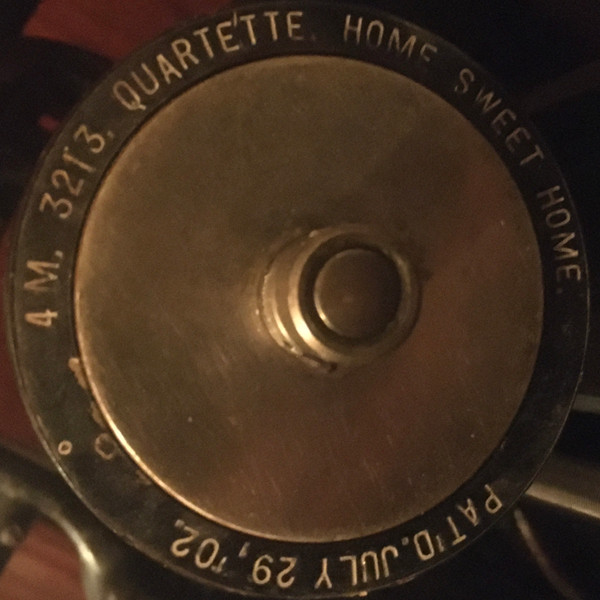 4 M. 3213. QUARTETTE. HOME SWEET HOME.
PAT'D. JULY 29, '02.